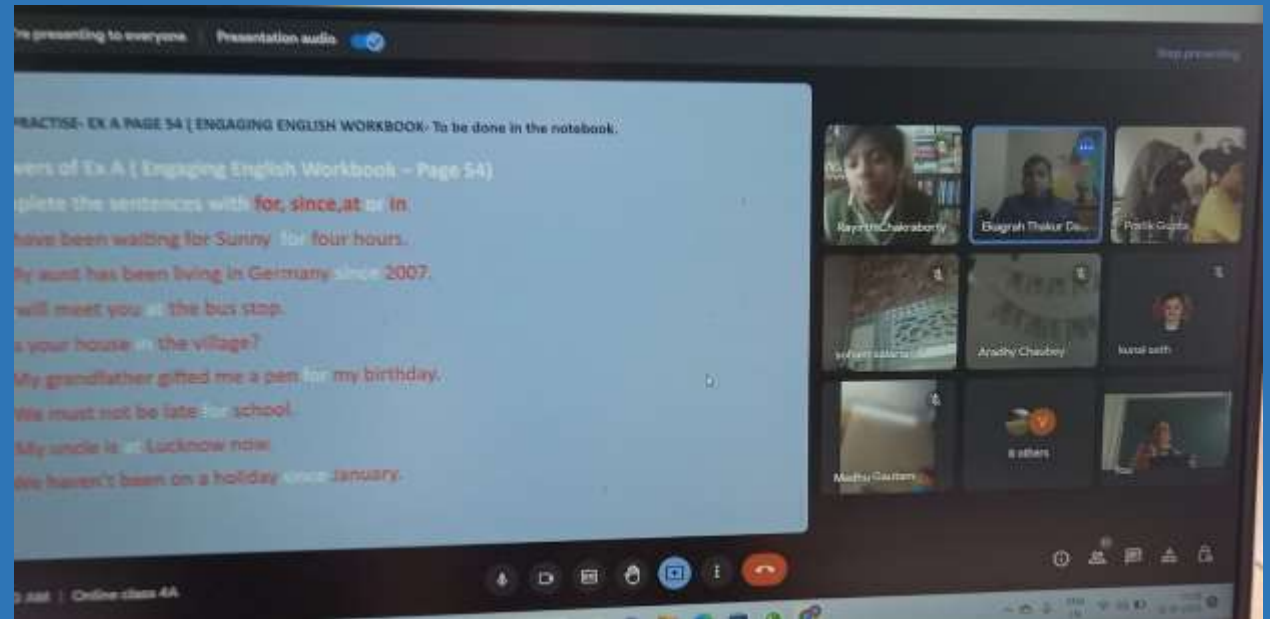 're presenting to everyone Presentation audio
Stop presenting
PRACTISE- EX A PAGE 54 ( ENGAGING ENGLISH WORKBOOK- To be done in the notebook.
wers of Ex A ( Engaging English Workbook – Page 54)
plete the sentences with for, since,at or in.
have been waiting for Sunny for four hours.
My aunt has been living in Germany since 2007.
will meet you at the bus stop.
s your house in the village?
My grandfather gifted me a pen for my birthday.
We must not be late for school.
My uncle is at Lucknow now.
We haven't been on a holiday since January.
Pratik Gupta
Aradhy Chaubey
kunal seth
Medhu Gautam
8 others
V
AM | Online class 4A